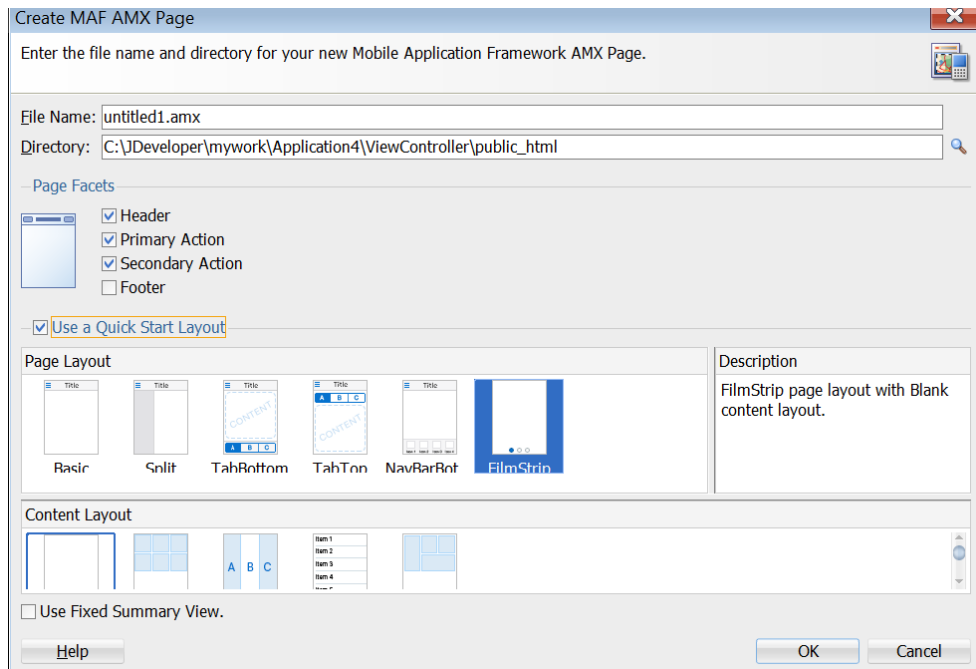 Create MAF AMX Page
Enter the file name and directory for your new Mobile Application Framework AMX Page.
File Name: untitled1.amx
Directory: C:\JDeveloper\mywork\Application4\ViewController\public_html
Page Facets
Header
Primary Action
Secondary Action
Footer
Use a Quick Start Layout
Page Layout
Description
Title Title Title Title Title
A B C
CONTENT CONTENT
A B C
Basic Split TabBottom TabTop NavBarBot FilmStrip
FilmStrip page layout with Blank
content layout.
Content Layout
A B C
Item 1
Item 2
Item 3
Item 4
Use Fixed Summary View.
Help OK Cancel